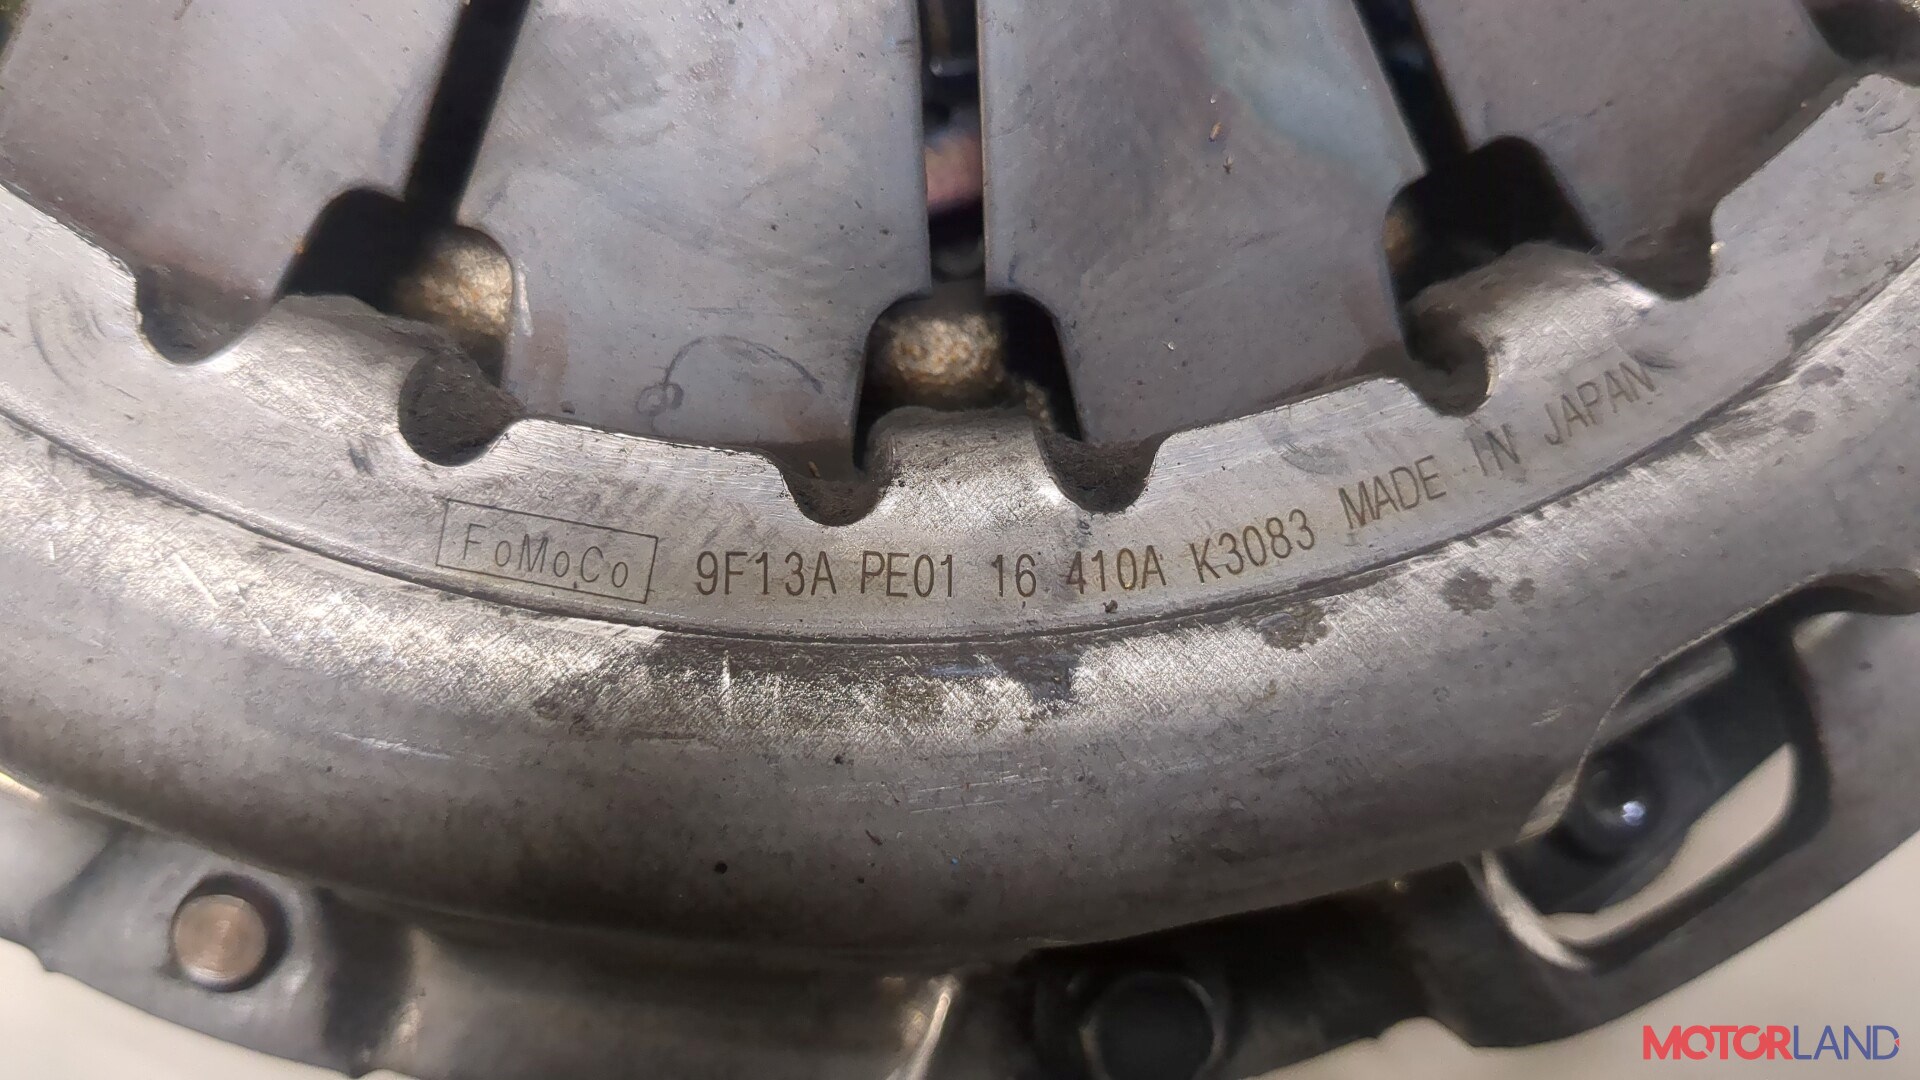 FoMoCo 9F13A PE01 16 410A K3083 MADE IN JAPAN
MOTORLAND